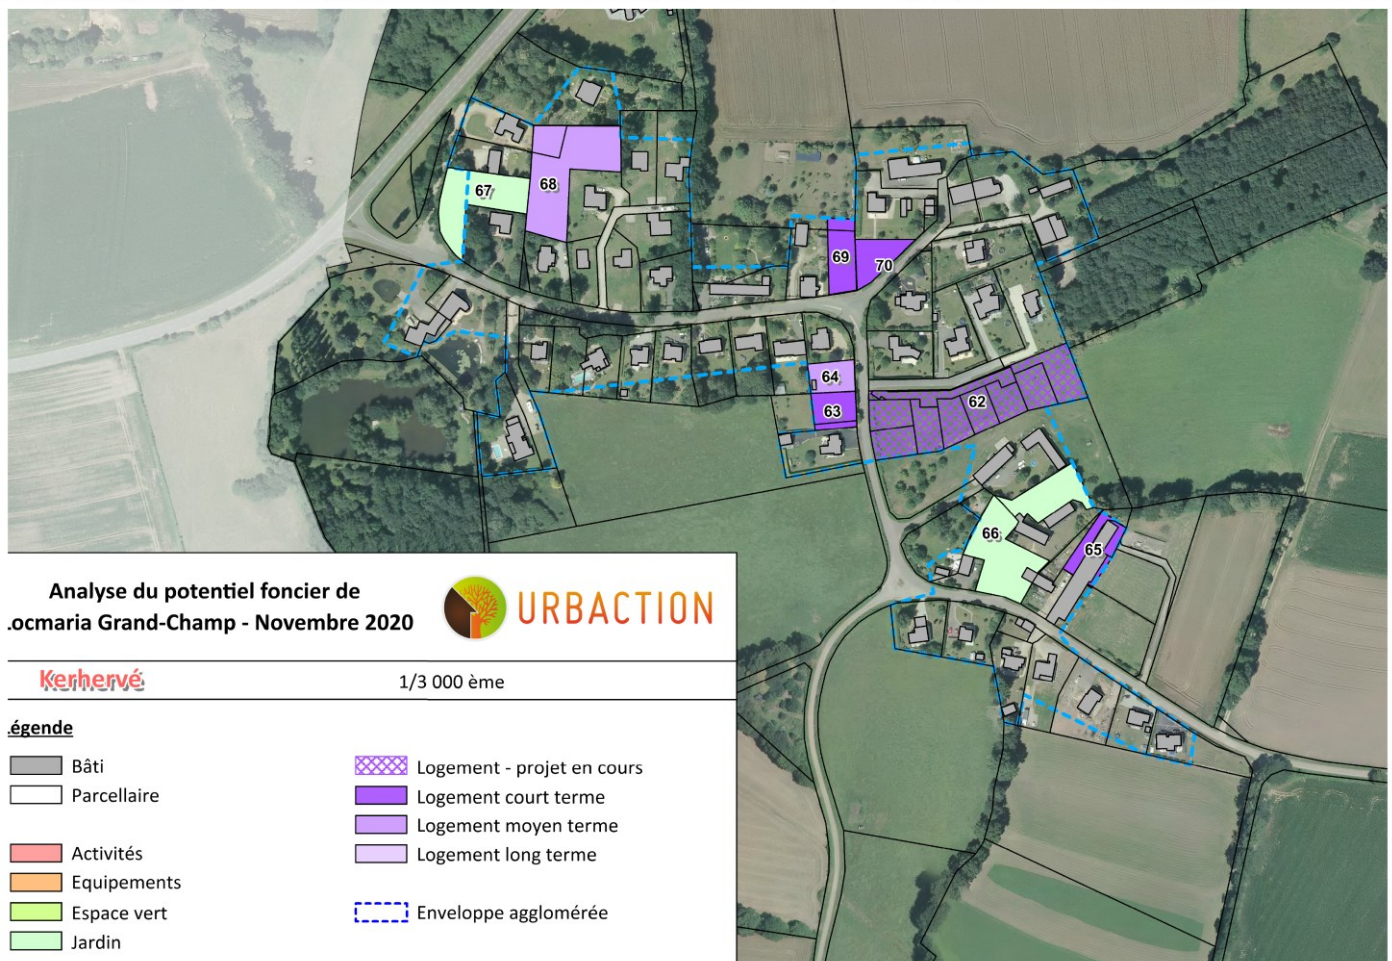 67
68
69
70
64
63
62
66
65
Analyse du potentiel foncier de
Locmaria Grand-Champ - Novembre 2020
URBACTION
Kerhervé
1/3 000 ème
Légende
Bâti
Parcellaire
Activités
Equipements
Espace vert
Jardin
Logement - projet en cours
Logement court terme
Logement moyen terme
Logement long terme
Enveloppe agglomérée